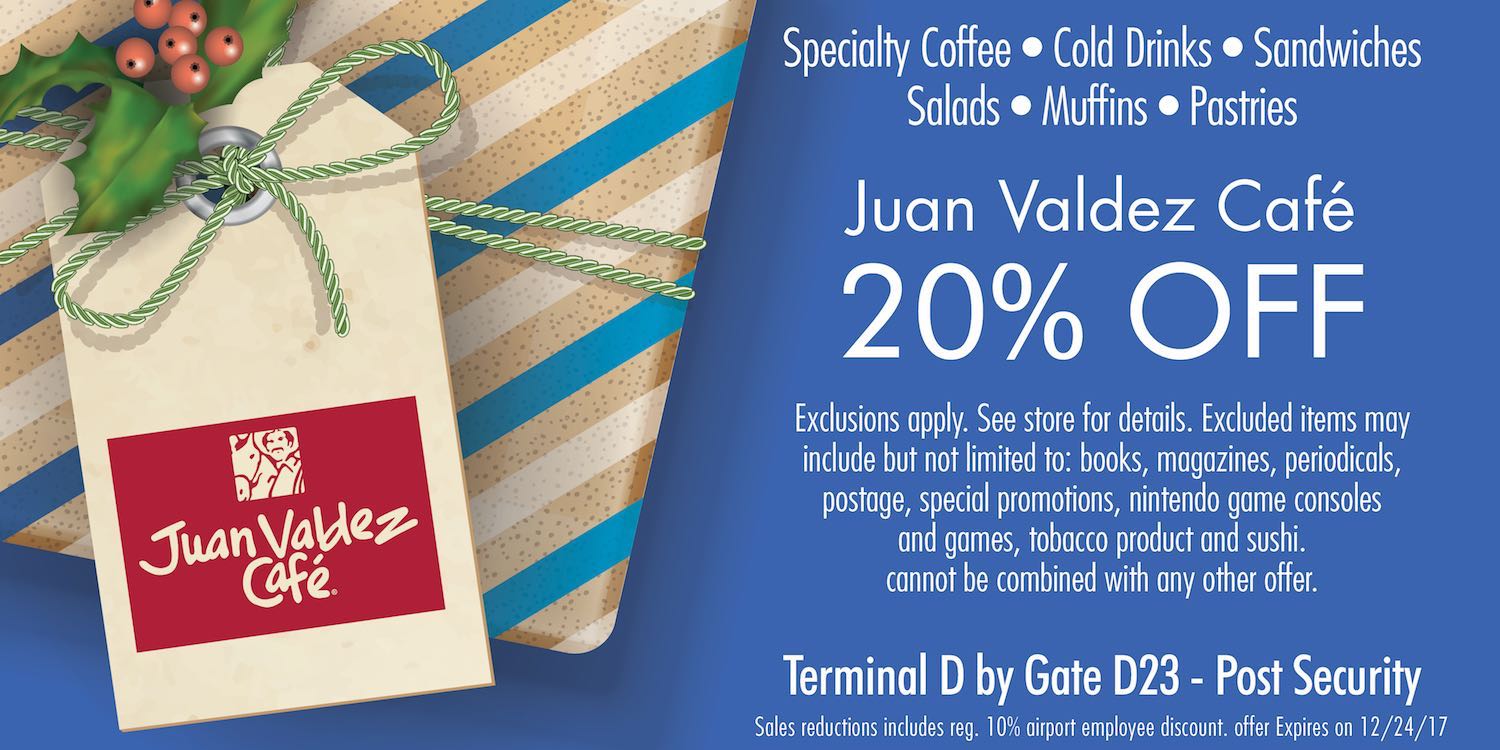 Specialty Coffee • Cold Drinks • Sandwiches
Salads • Muffins • Pastries
Juan Valdez Café
20% OFF
Exclusions apply. See store for details. Excluded items may
include but not limited to: books, magazines, periodicals,
postage, special promotions, nintendo game consoles
and games, tobacco product and sushi.
cannot be combined with any other offer.
Terminal D by Gate D23 - Post Security
Sales reductions includes reg. 10% airport employee discount. offer Expires on 12/24/17
Juan Valdez
Café®